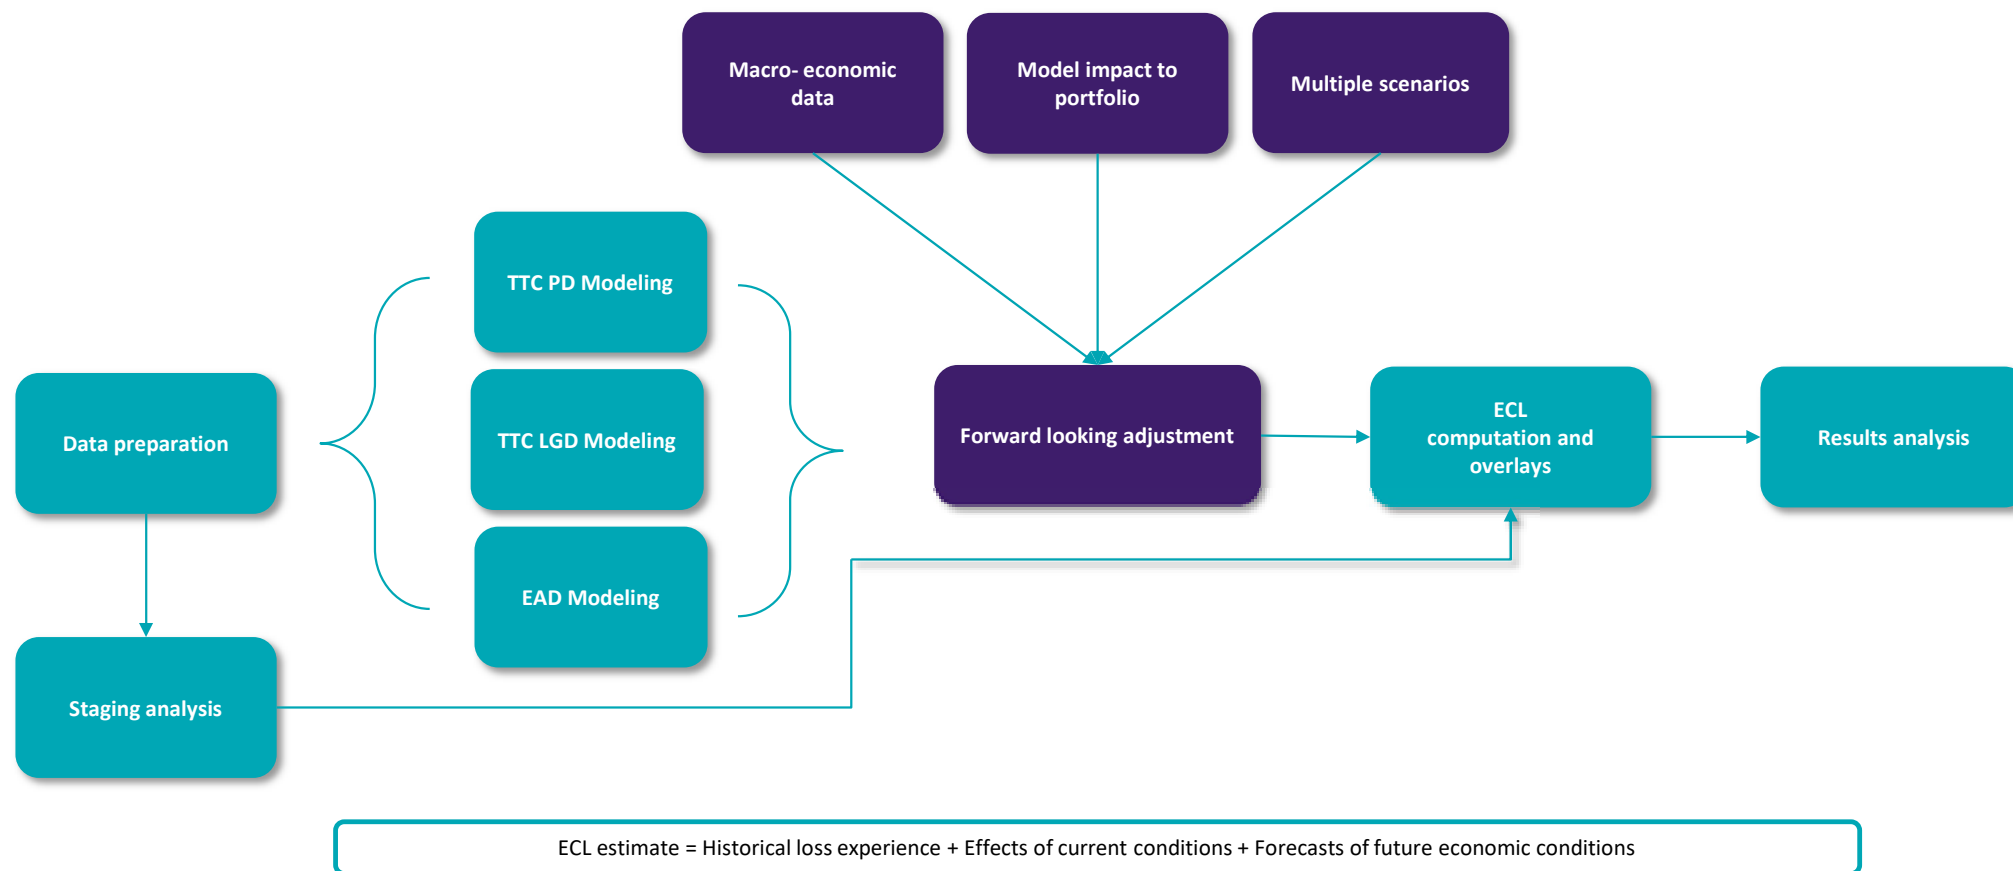 Macro- economic
data
Model impact to
portfolio
Multiple scenarios
TTC PD Modeling
Data preparation
TTC LGD Modeling
Forward looking adjustment
ECL
computation and
overlays
Results analysis
EAD Modeling
Staging analysis
ECL estimate = Historical loss experience + Effects of current conditions + Forecasts of future economic conditions